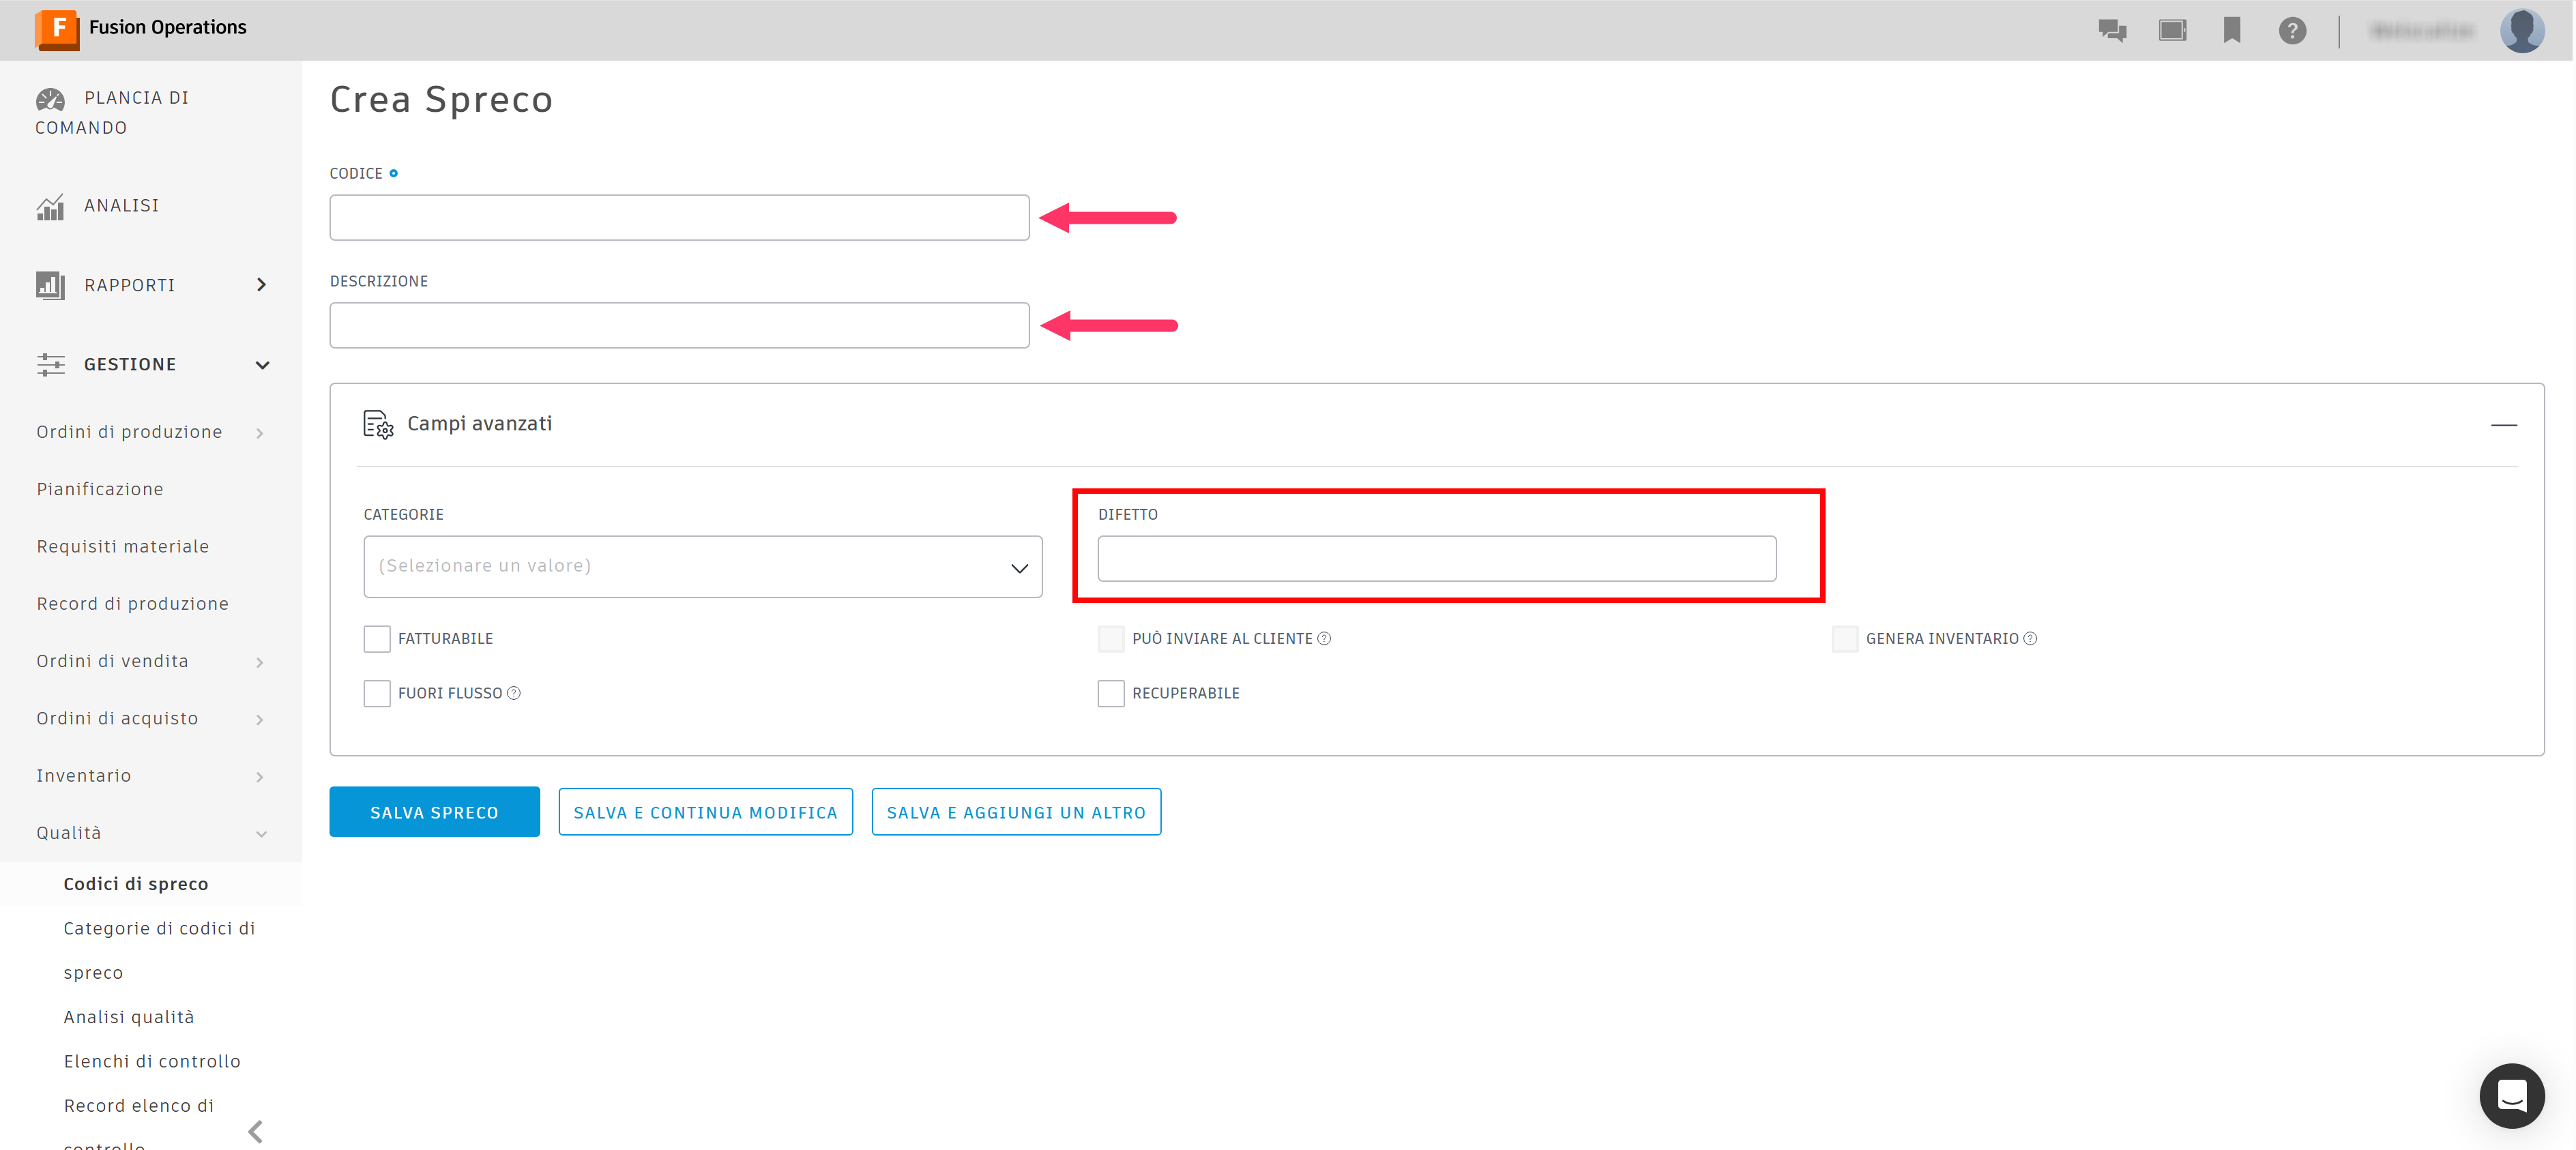 F Fusion Operations
PLANCIA DI
COMANDO
ANALISI
RAPPORTI
GESTIONE
Ordini di produzione
Pianificazione
Requisiti materiale
Record di produzione
Ordini di vendita
Ordini di acquisto
Inventario
Qualità
Codici di spreco
Categorie di codici di
spreco
Analisi qualità
Elenchi di controllo
Record elenco di
controllo
Crea Spreco
CODICE
DESCRIZIONE
Campi avanzati
CATEGORIE
(Selezionare un valore)
DIFETTO
FATTURABILE
PUÒ INVIARE AL CLIENTE ?
GENERA INVENTARIO ?
FUORI FLUSSO ?
RECUPERABILE
SALVA SPRECO
SALVA E CONTINUA MODIFICA
SALVA E AGGIUNGI UN ALTRO